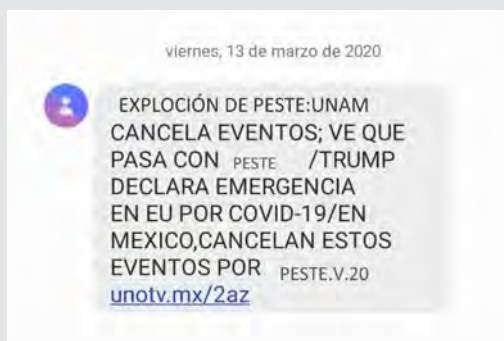 viernes, 13 de marzo de 2020
EXPLOCIÓN DE PESTE:UNAM
CANCELA EVENTOS; VE QUE
PASA CON PESTE /TRUMP
DECLARA EMERGENCIA
EN EU POR COVID-19/EN
MEXICO,CANCELAN ESTOS
EVENTOS POR PESTE.V.20
unotv.mx/2az